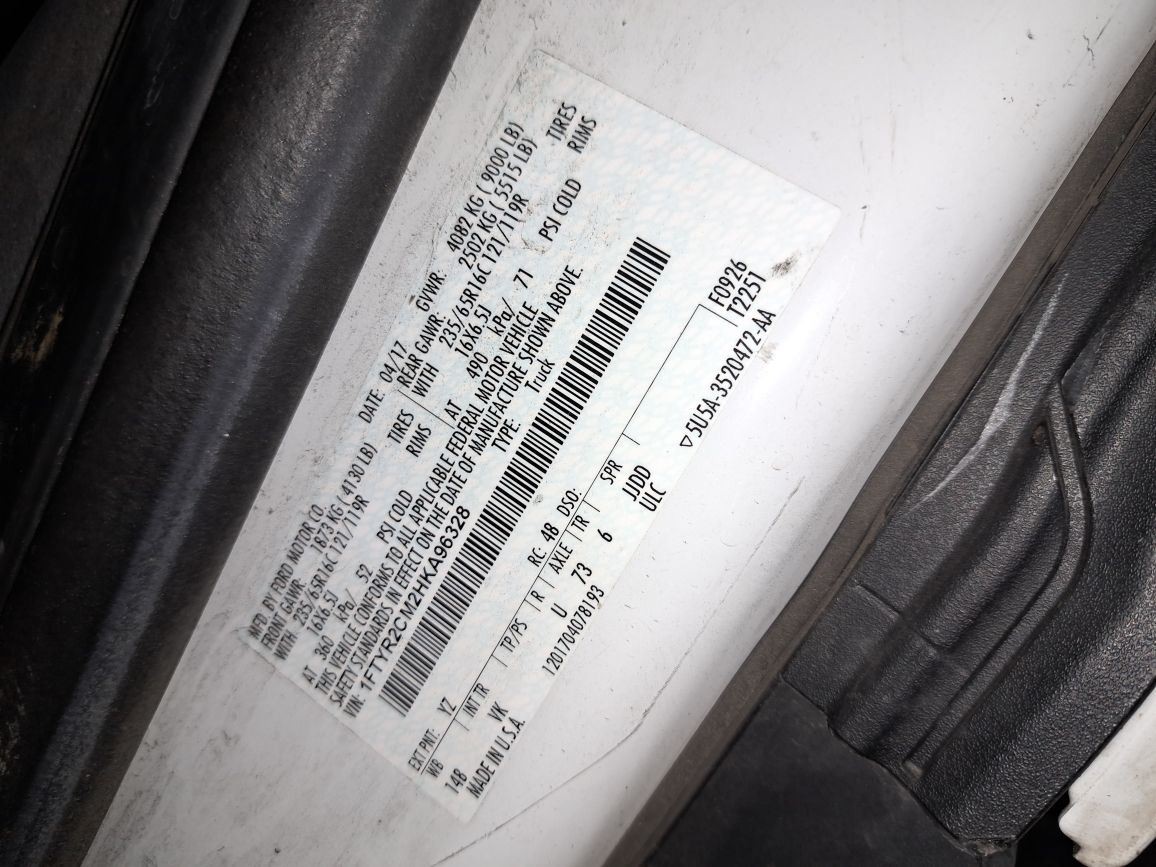 MFD BY FORD MOTOR CO. DATE: 04/17 GVWR: 4082 KG ( 9000 LB)
FRONT GAWR: 1873 KG ( 4130 LB) REAR GAWR: 2502 KG ( 5515 LB)
WITH 235/65R16C 121/119R TIRES WITH 235/65R16C 121/119R TIRES
16X6.5J RIMS 16X6.5J RIMS
AT 360 kPa/ 52 PSI COLD AT 490 kPa/ 71 PSI COLD
THIS VEHICLE CONFORMS TO ALL APPLICABLE FEDERAL MOTOR VEHICLE
SAFETY STANDARDS IN EFFECT ON THE DATE OF MANUFACTURE SHOWN ABOVE.
VIN: 1FTYR2CM2HKA96328 TYPE: Truck
EXT PNT: YZ RC: 48 DSO: F0926
WB INT TR TP/PS R AXLE TR SPR T2251
148 VK U 73 6 JJDD
MADE IN U.S.A. 1201704078193 ULC ▽5U5A-3520472-AA